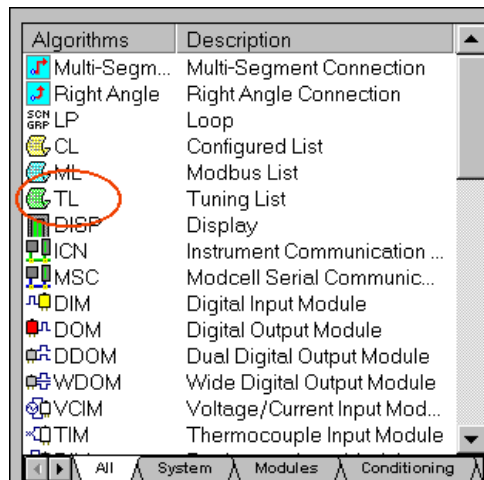 Algorithms Description
Multi-Segm... Multi-Segment Connection
Right Angle Right Angle Connection
SCN GRP LP Loop
CL Configured List
ML Modbus List
TL Tuning List
DISP Display
ICN Instrument Communication ...
MSC Modcell Serial Communic...
DIM Digital Input Module
DOM Digital Output Module
DDOM Dual Digital Output Module
WDOM Wide Digital Output Module
VCIM Voltage/Current Input Mod...
TIM Thermocouple Input Module
All System Modules Conditioning